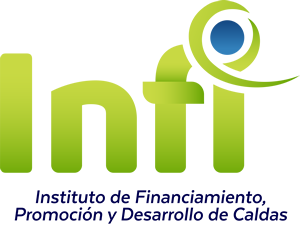 Infi
Instituto de Financiamiento,
Promoción y Desarrollo de Caldas